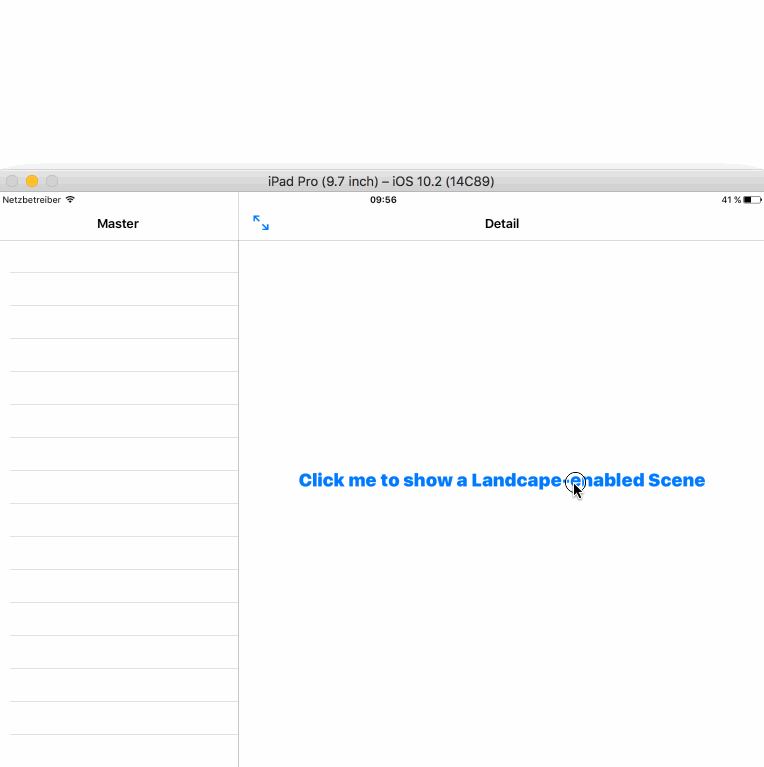 iPad Pro (9.7 inch) – iOS 10.2 (14C89)
Netzbetreiber 09:56 41 %
Master Detail
Click me to show a Landcape-enabled Scene